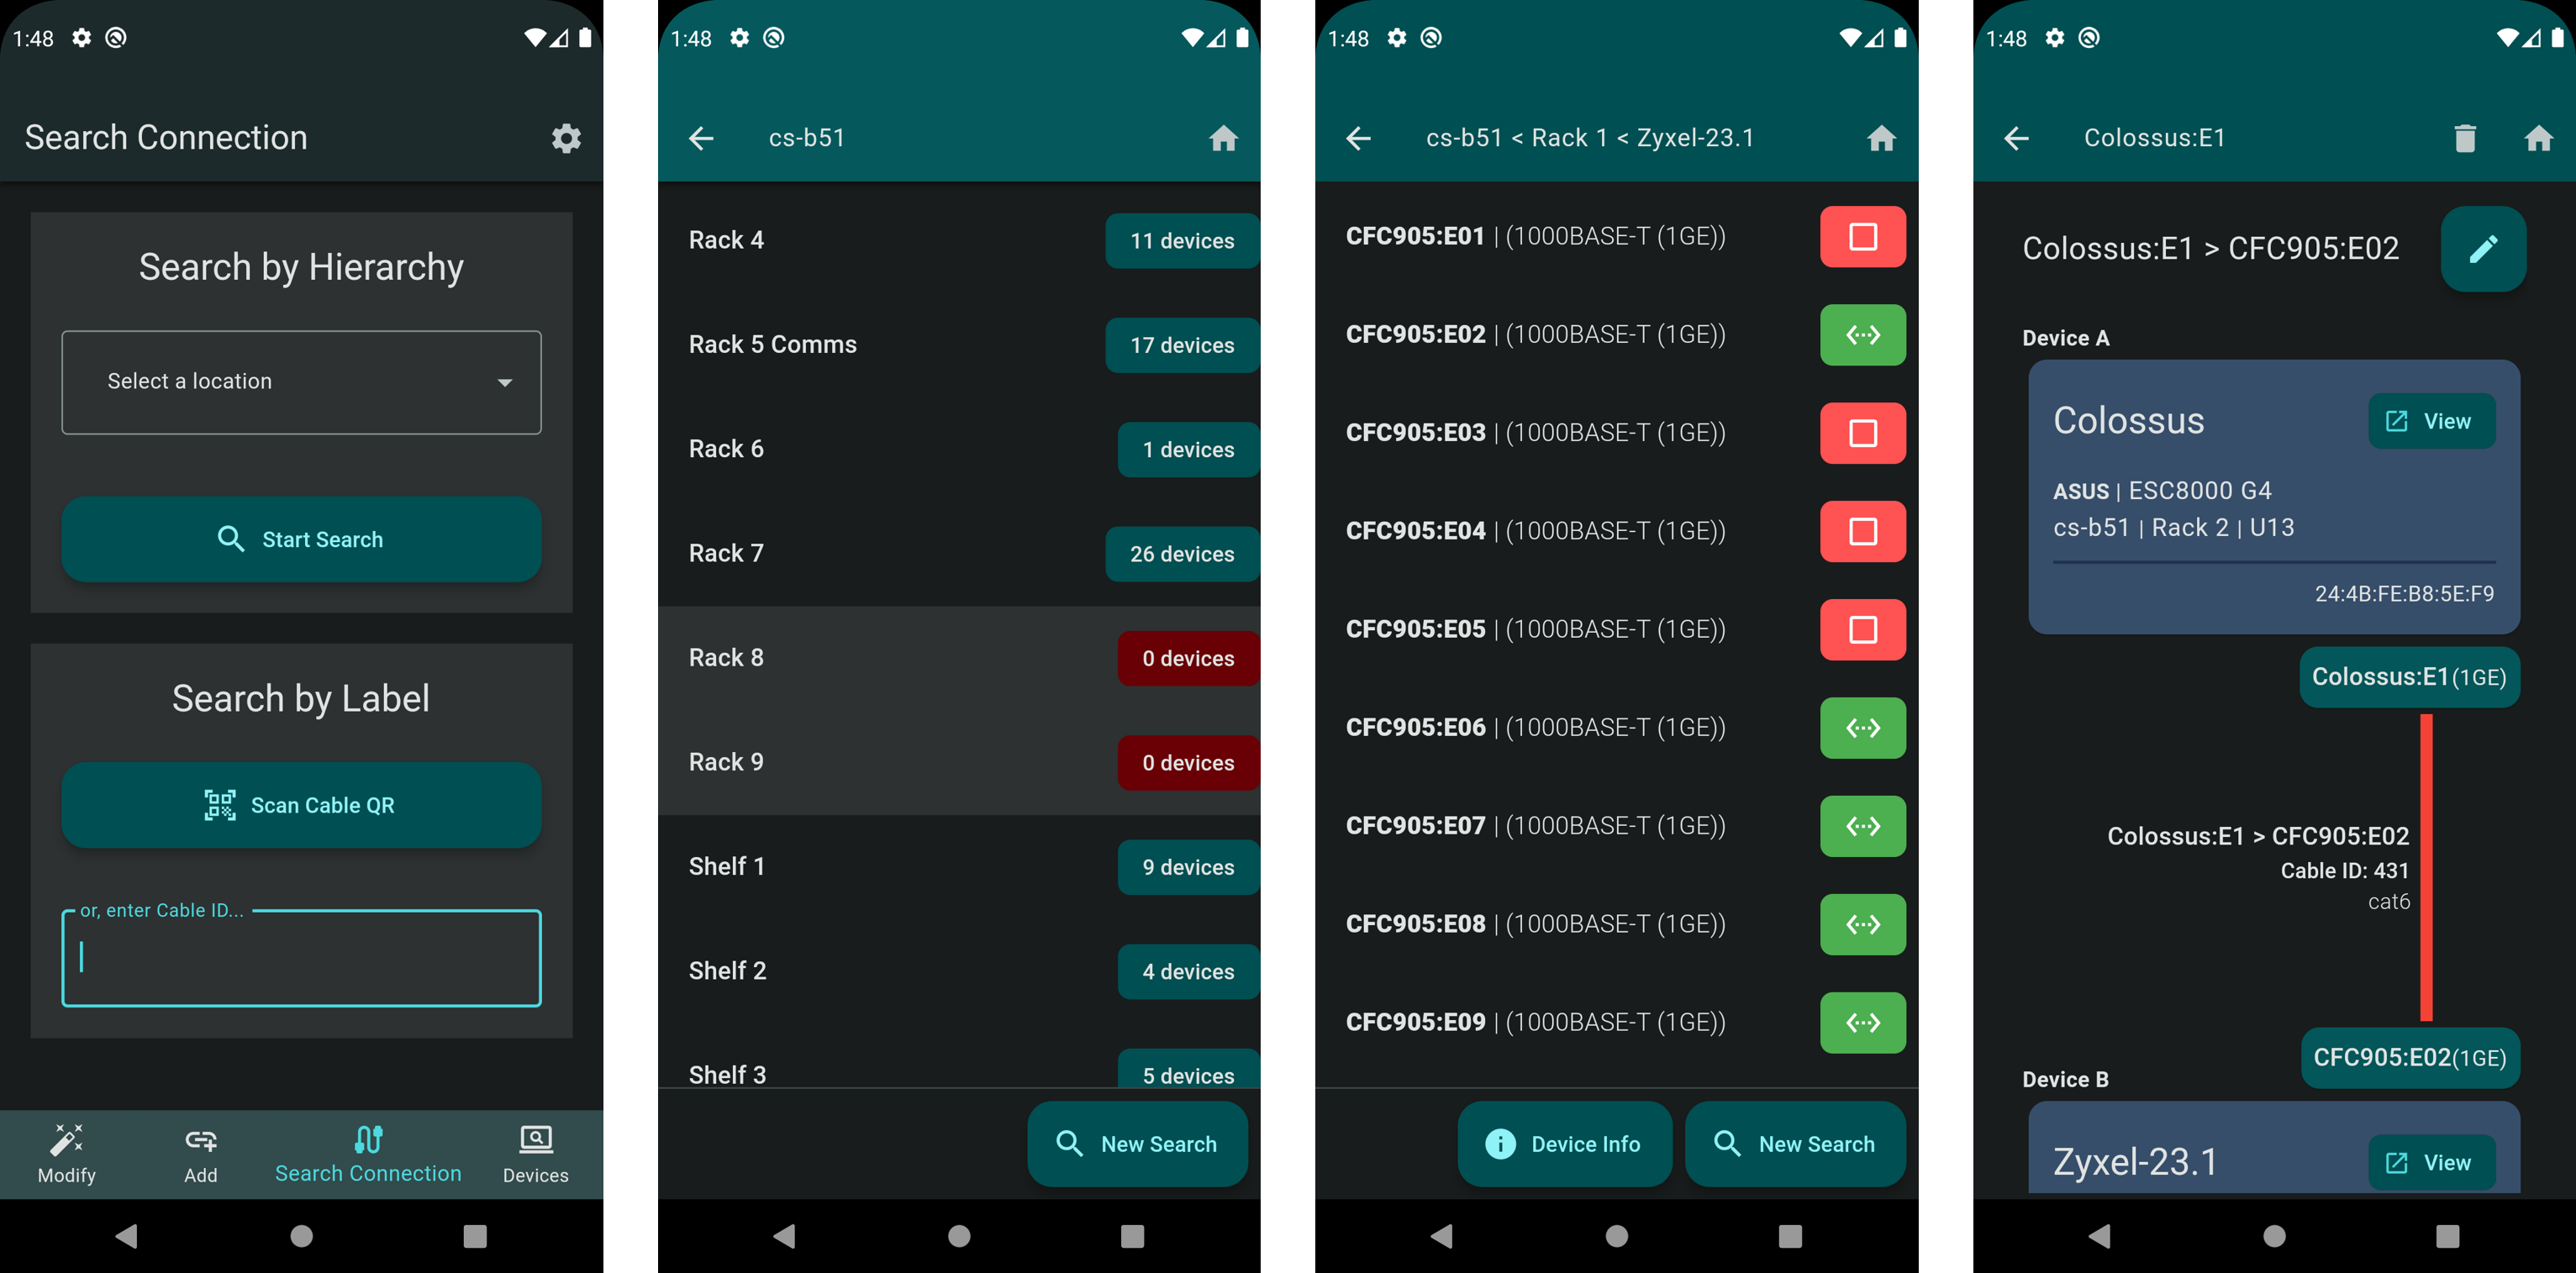 1:48
Search Connection
Search by Hierarchy
Select a location
Start Search
Search by Label
Scan Cable QR
or, enter Cable ID...
Modify
Add
Search Connection
Devices
1:48
cs-b51
Rack 4
11 devices
Rack 5 Comms
17 devices
Rack 6
1 devices
Rack 7
26 devices
Rack 8
0 devices
Rack 9
0 devices
Shelf 1
9 devices
Shelf 2
4 devices
Shelf 3
5 devices
New Search
1:48
cs-b51 < Rack 1 < Zyxel-23.1
CFC905:E01 | (1000BASE-T (1GE))
CFC905:E02 | (1000BASE-T (1GE))
CFC905:E03 | (1000BASE-T (1GE))
CFC905:E04 | (1000BASE-T (1GE))
CFC905:E05 | (1000BASE-T (1GE))
CFC905:E06 | (1000BASE-T (1GE))
CFC905:E07 | (1000BASE-T (1GE))
CFC905:E08 | (1000BASE-T (1GE))
CFC905:E09 | (1000BASE-T (1GE))
Device Info
New Search
1:48
Colossus:E1
Colossus:E1 > CFC905:E02
Device A
Colossus
View
ASUS | ESC8000 G4
cs-b51 | Rack 2 | U13
24:4B:FE:B8:5E:F9
Colossus:E1(1GE)
Colossus:E1 > CFC905:E02
Cable ID: 431
cat6
CFC905:E02(1GE)
Device B
Zyxel-23.1
View